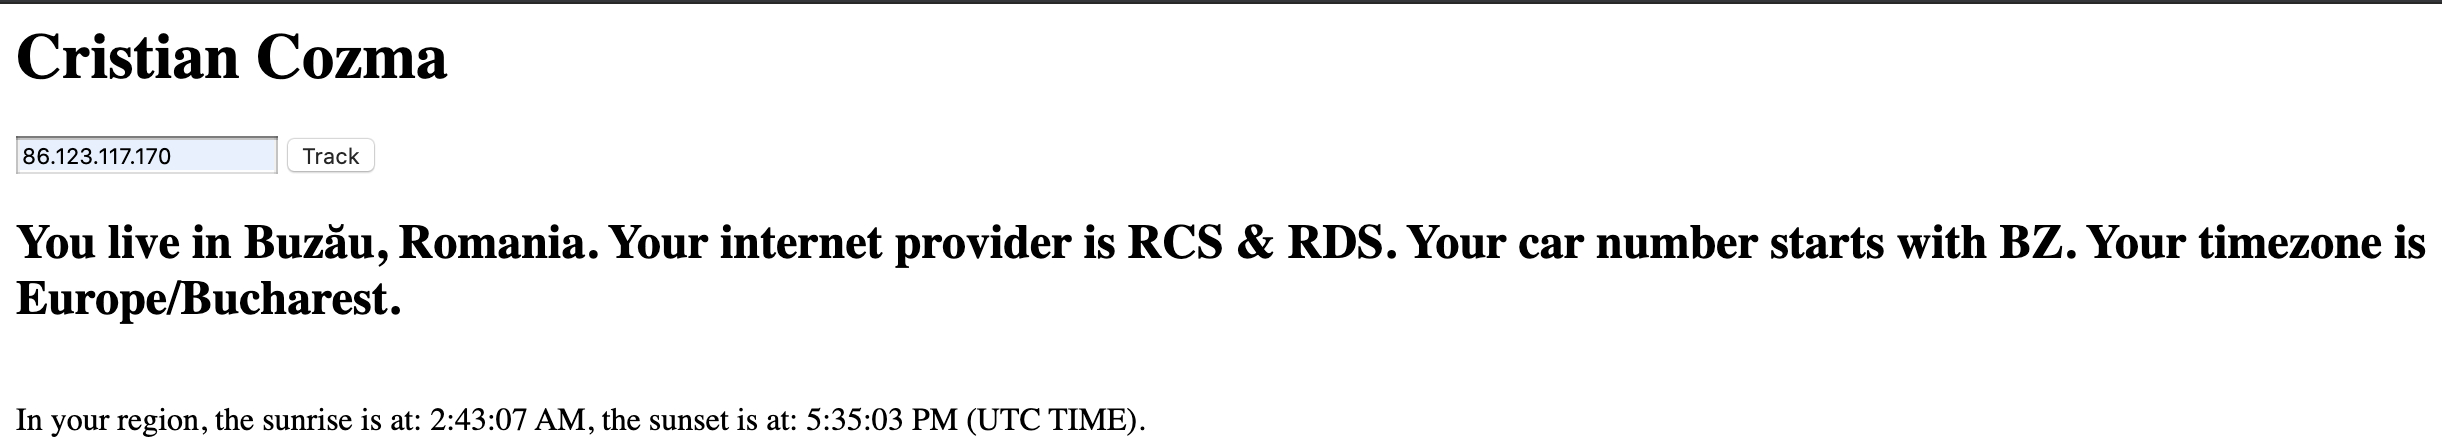 Cristian Cozma
86.123.117.170 Track
You live in Buzău, Romania. Your internet provider is RCS & RDS. Your car number starts with BZ. Your timezone is
Europe/Bucharest.
In your region, the sunrise is at: 2:43:07 AM, the sunset is at: 5:35:03 PM (UTC TIME).